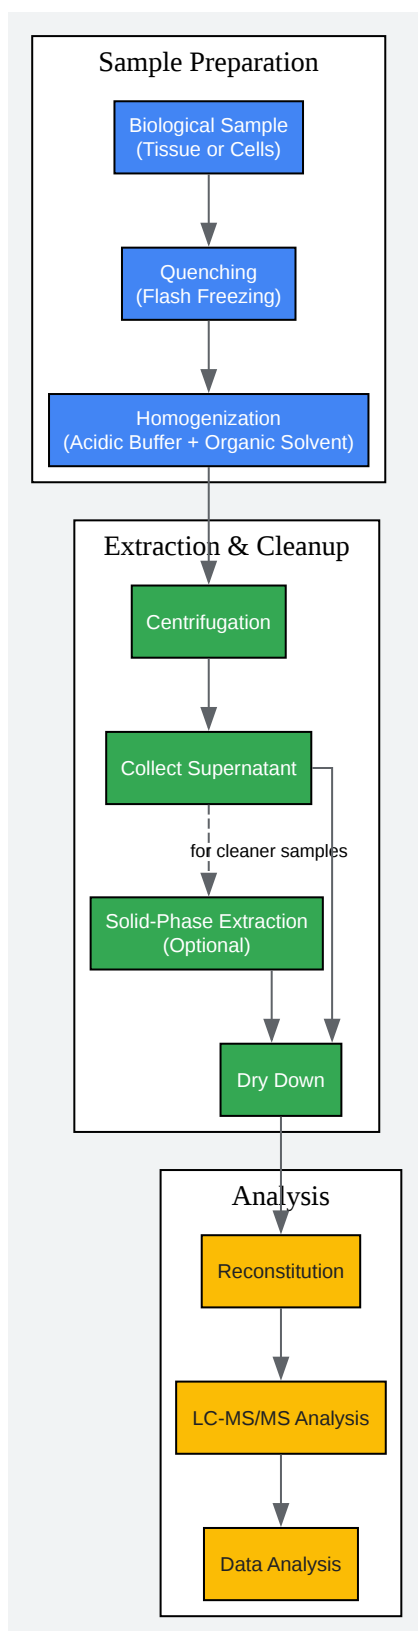 Sample Preparation
Biological Sample
(Tissue or Cells)
Quenching
(Flash Freezing)
Homogenization
(Acidic Buffer + Organic Solvent)
Extraction & Cleanup
Centrifugation
Collect Supernatant
for cleaner samples
Solid-Phase Extraction
(Optional)
Dry Down
Analysis
Reconstitution
LC-MS/MS Analysis
Data Analysis